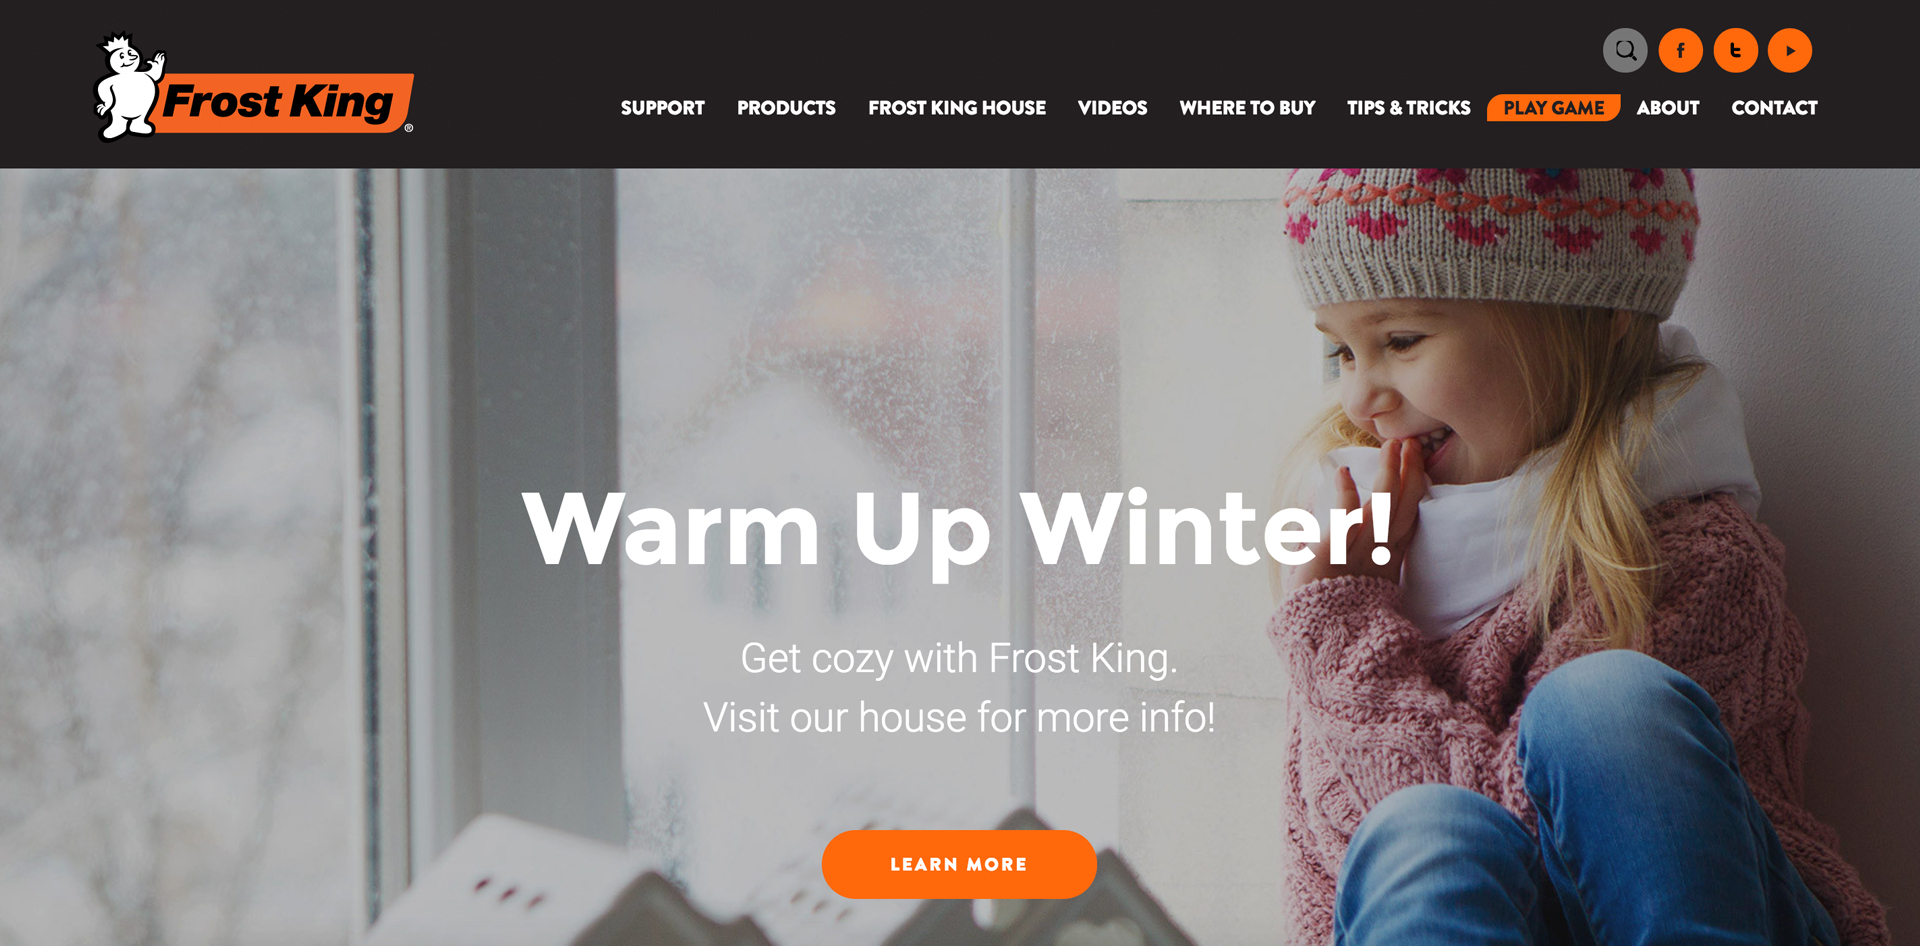 Frost King
®
SUPPORT PRODUCTS FROST KING HOUSE VIDEOS WHERE TO BUY TIPS & TRICKS PLAY GAME ABOUT CONTACT
Warm Up Winter!
Get cozy with Frost King.
Visit our house for more info!
LEARN MORE